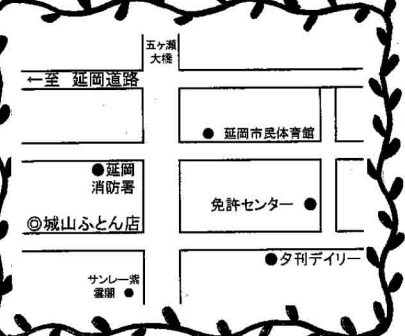 五ヶ瀬
大橋
←至 延岡道路
● 延岡市民体育館
●延岡
消防署
免許センター ●
◎城山ふとん店
●夕刊デイリー
サンレー紫
雲閣 ●